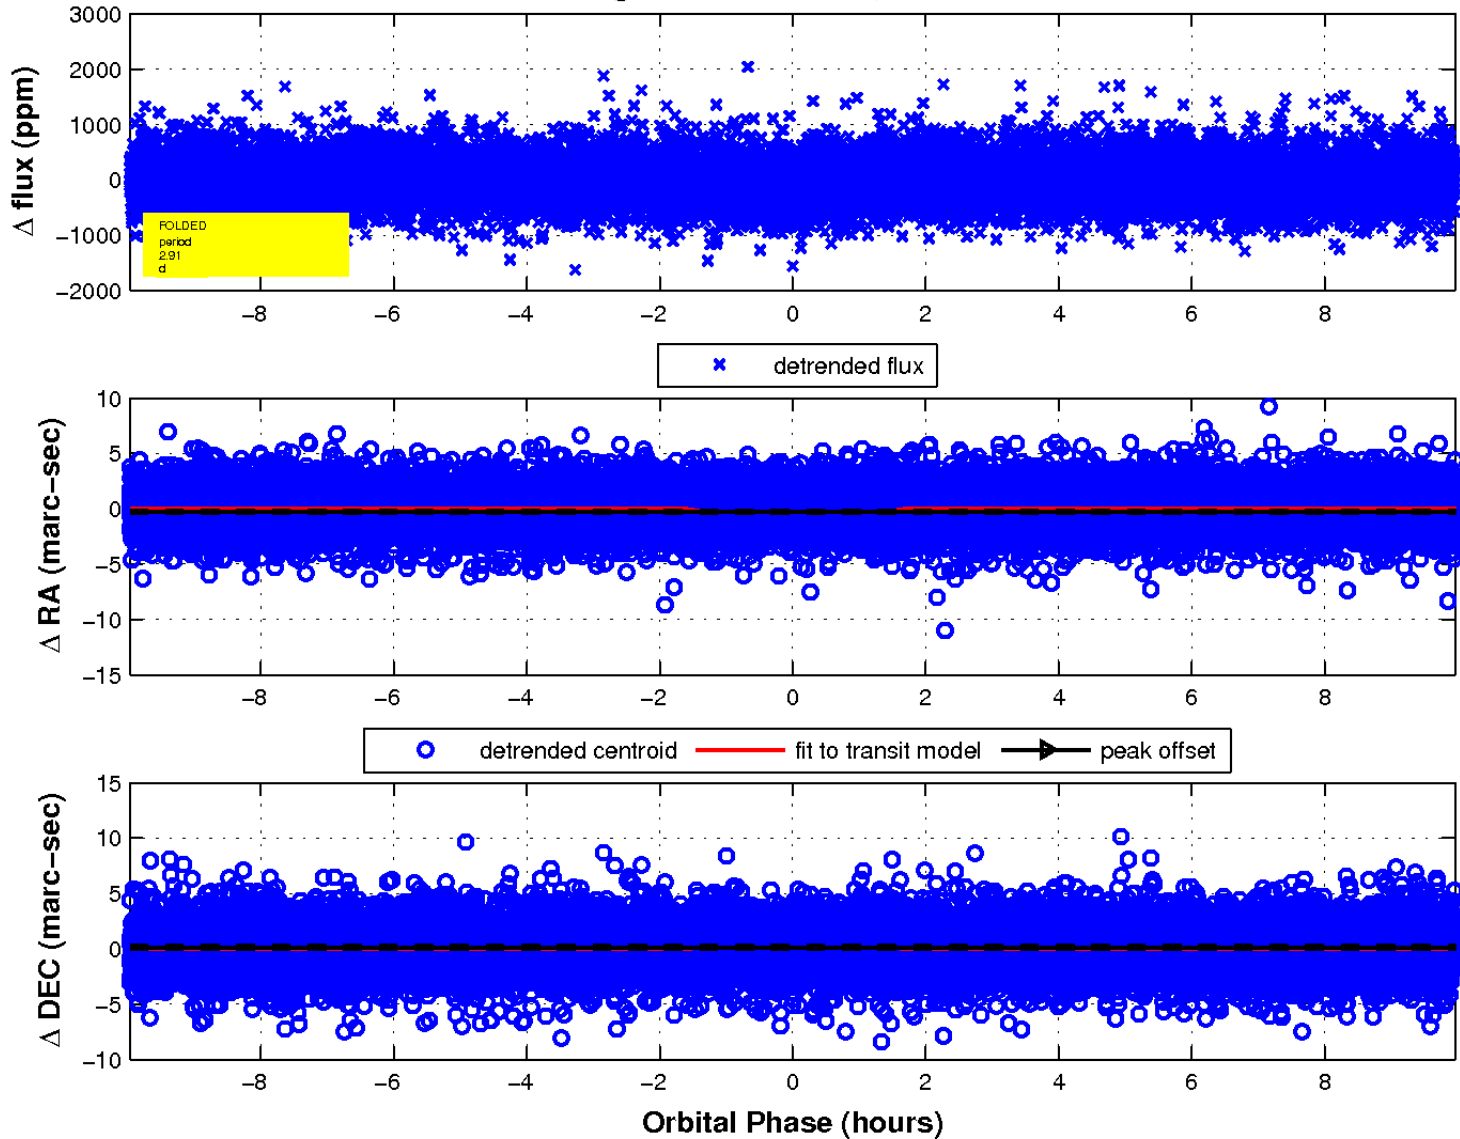 3000
2000
1000
0
−1000
−2000
Δ flux (ppm)
FOLDED
period
2.91
d
−8 −6 −4 −2 0 2 4 6 8
detrended flux
10
5
0
−5
−10
−15
Δ RA (marc−sec)
−8 −6 −4 −2 0 2 4 6 8
detrended centroid fit to transit model peak offset
15
10
5
0
−5
−10
Δ DEC (marc−sec)
−8 −6 −4 −2 0 2 4 6 8
Orbital Phase (hours)